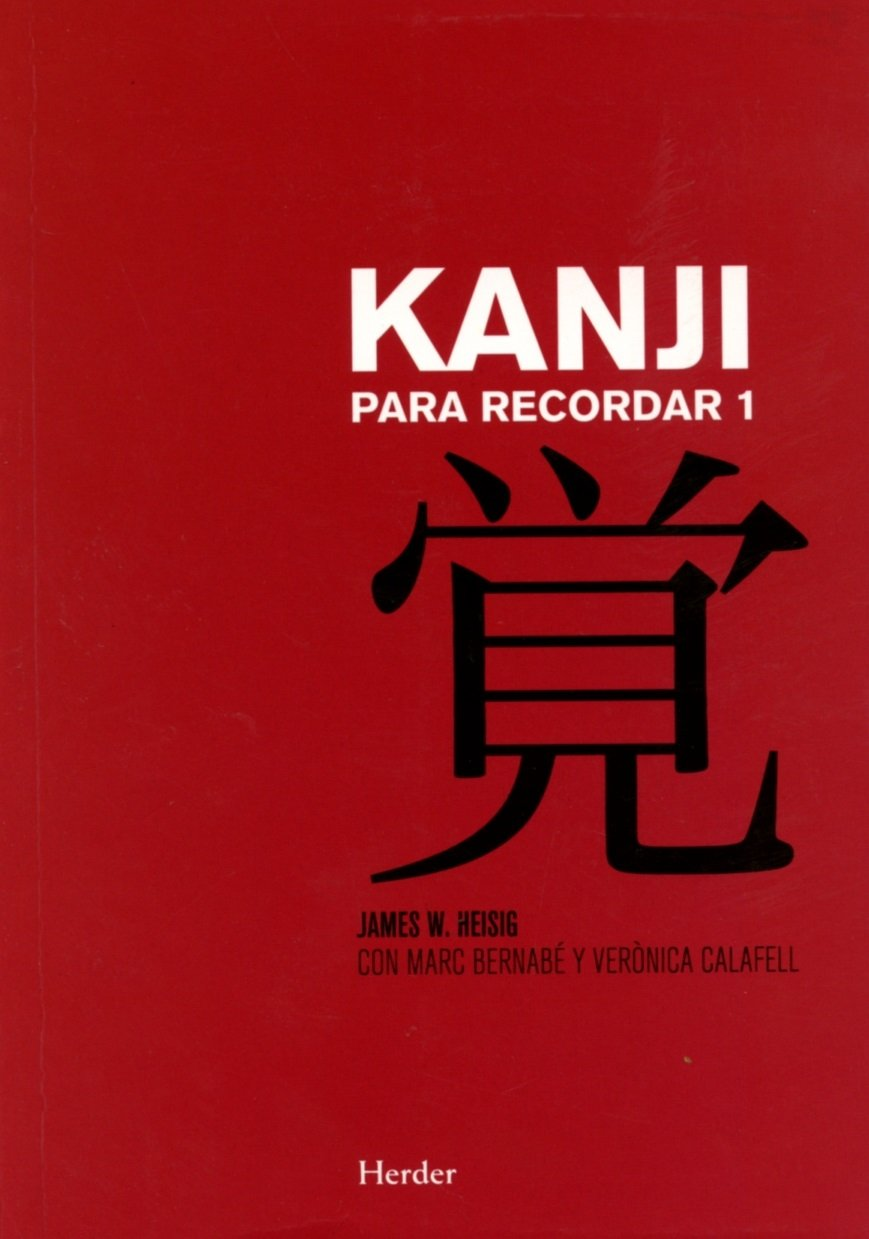 KANJI
PARA RECORDAR 1
覚
JAMES W. HEISIG
CON MARC BERNABÉ Y VERÒNICA CALAFELL
Herder